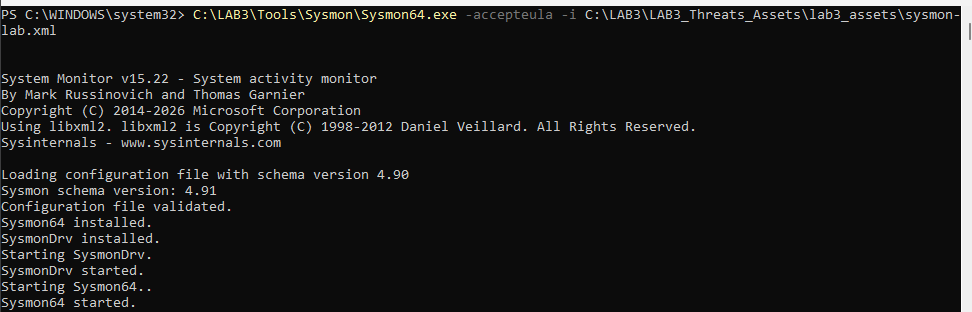 PS C:\WINDOWS\system32> C:\LAB3\Tools\Sysmon\Sysmon64.exe -accepteula -i C:\LAB3\LAB3_Threats_Assets\lab3_assets\sysmon-
lab.xml
System Monitor v15.22 - System activity monitor
By Mark Russinovich and Thomas Garnier
Copyright (C) 2014-2026 Microsoft Corporation
Using libxml2. libxml2 is Copyright (C) 1998-2012 Daniel Veillard. All Rights Reserved.
Sysinternals - www.sysinternals.com
Loading configuration file with schema version 4.90
Sysmon schema version: 4.91
Configuration file validated.
Sysmon64 installed.
SysmonDrv installed.
Starting SysmonDrv.
SysmonDrv started.
Starting Sysmon64..
Sysmon64 started.